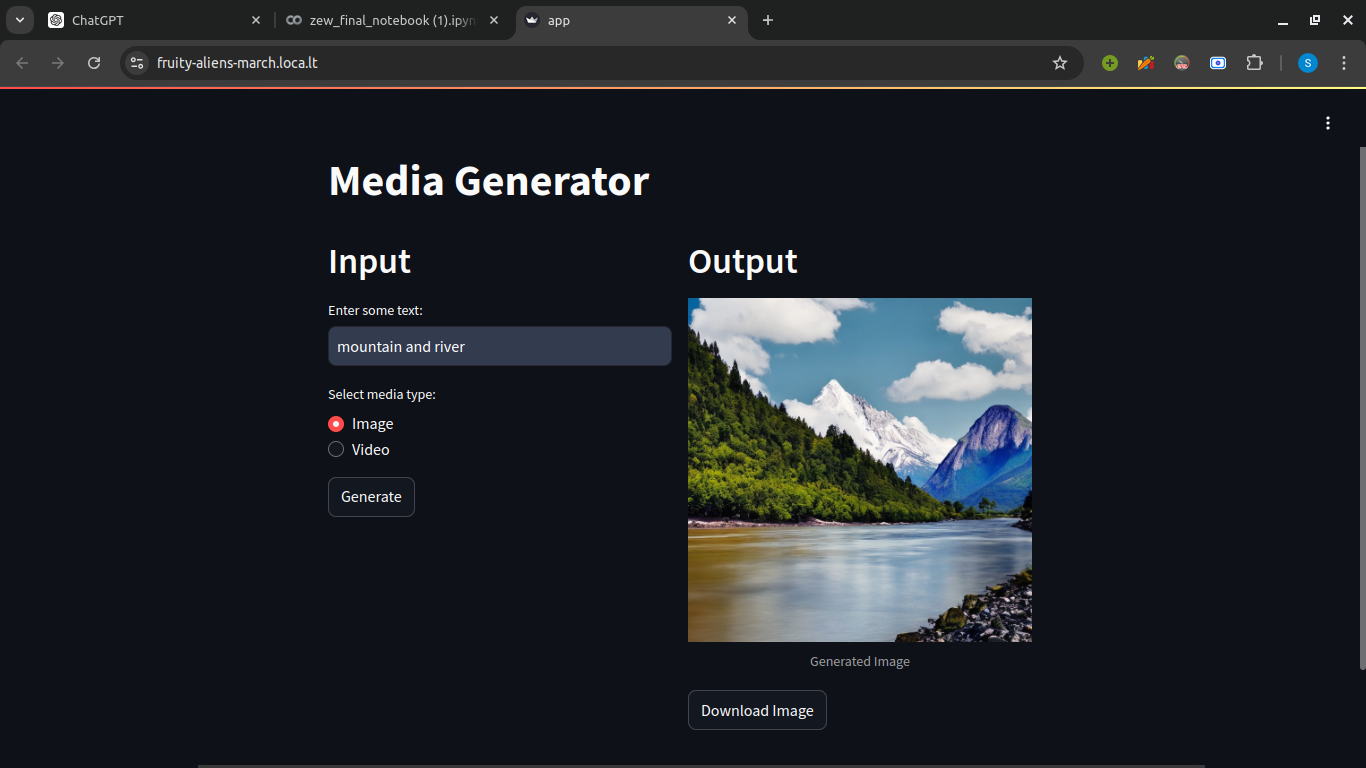 ChatGPT
zew_final_notebook (1).ipyn
app
fruity-aliens-march.loca.lt
S
Media Generator
Input
Enter some text:
mountain and river
Select media type:
Image
Video
Generate
Output
Generated Image
Download Image